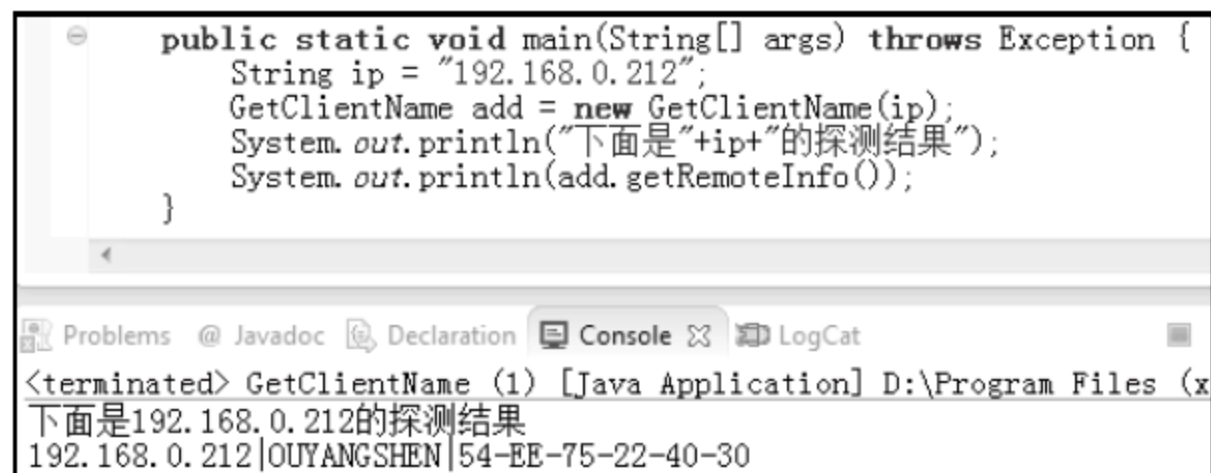 public static void main(String[] args) throws Exception {
String ip = "192.168.0.212";
GetClientName add = new GetClientName(ip);
System.out.println("下面是"+ip+"的探测结果");
System.out.println(add.getRemoteInfo());
}
Problems @ Javadoc Declaration Console LogCat
<terminated> GetClientName (1) [Java Application] D:\Program Files (x
下面是192.168.0.212的探测结果
192.168.0.212|OUYANGSHEN|54-EE-75-22-40-30